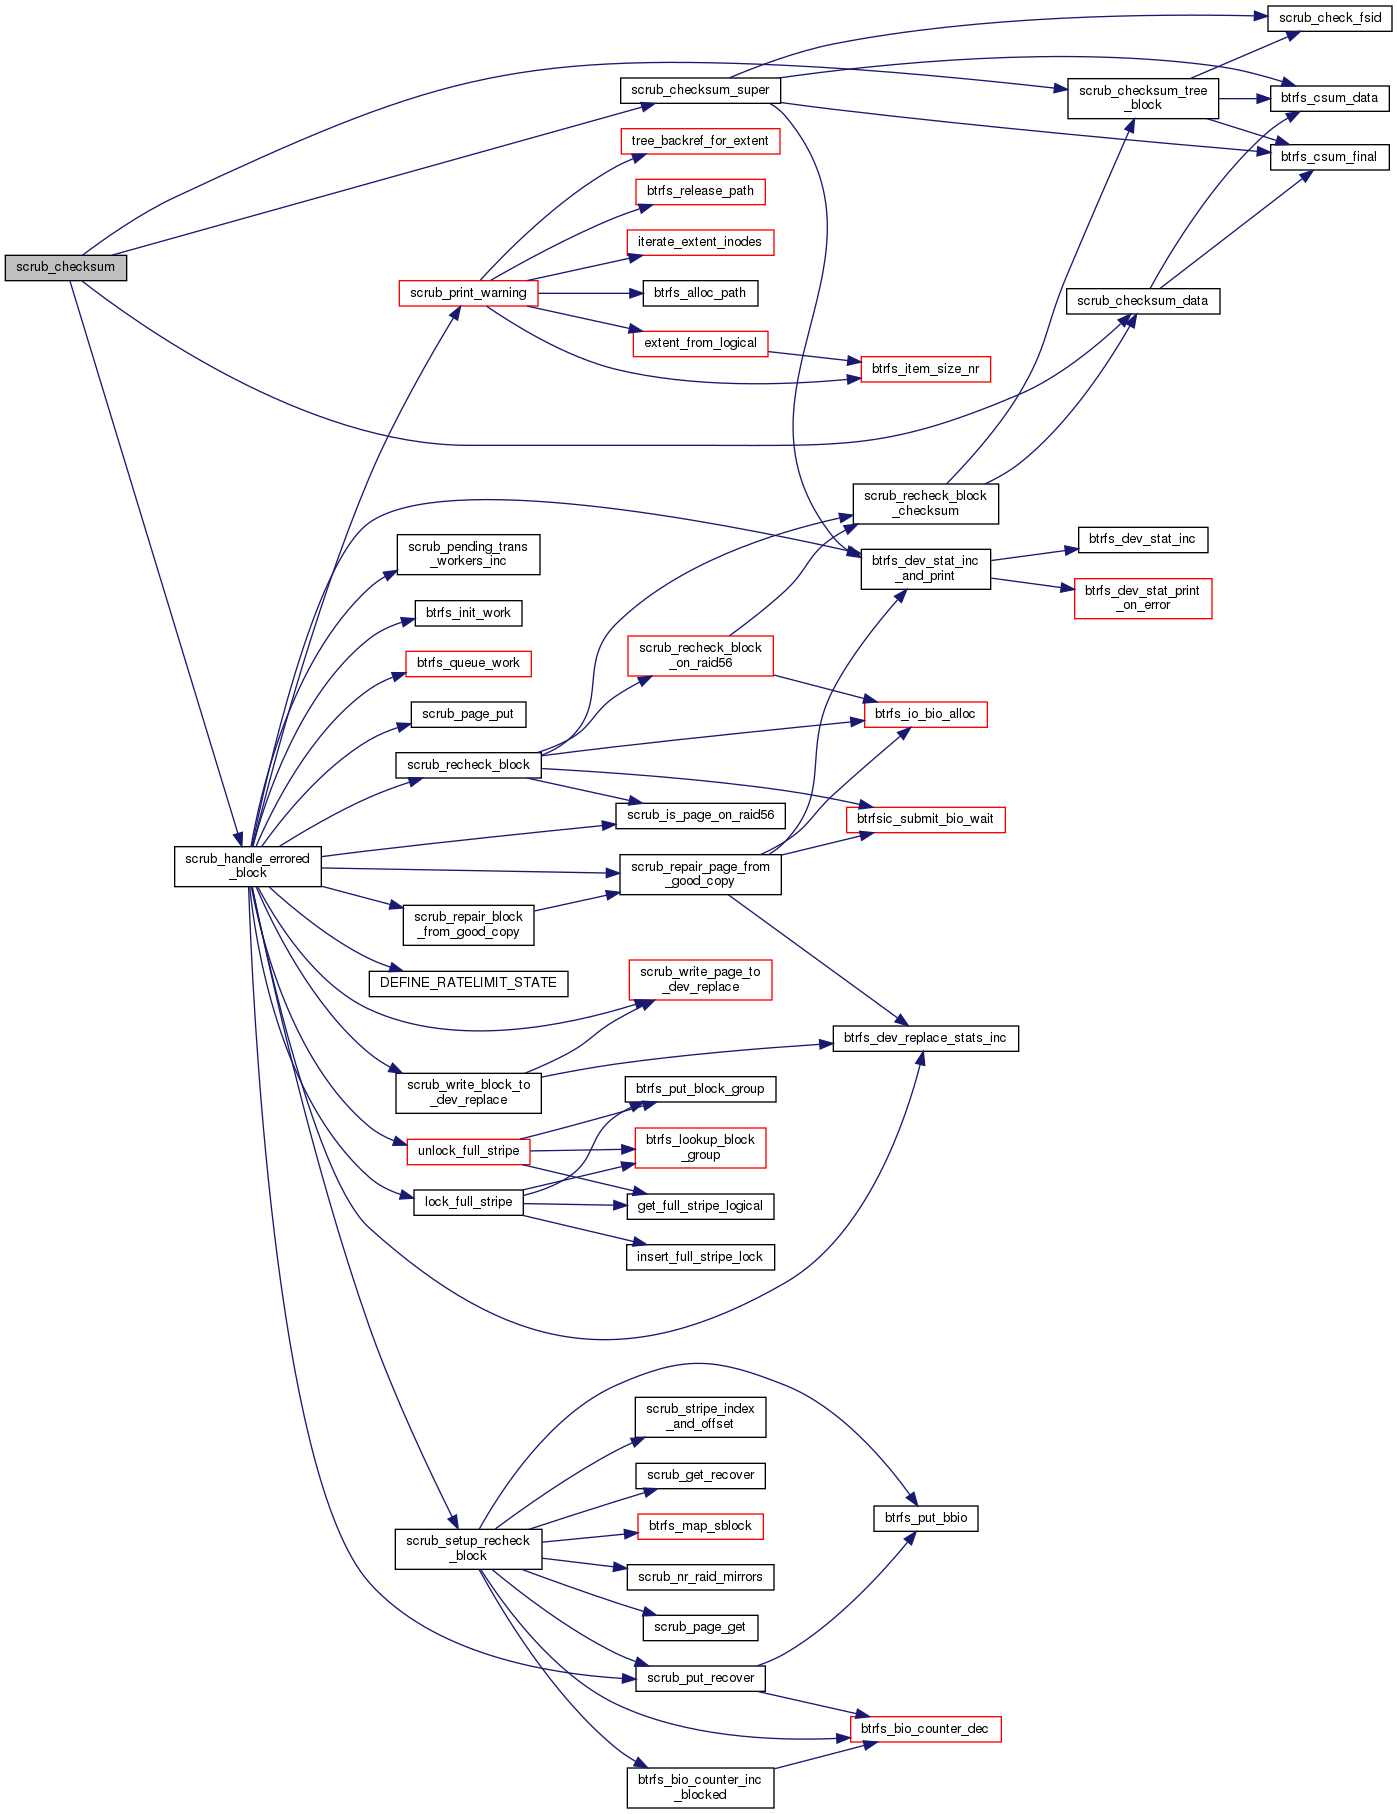 scrub_check_fsid
scrub_checksum_super
scrub_checksum_tree
_block
btrfs_csum_data
tree_backref_for_extent
btrfs_csum_final
btrfs_release_path
iterate_extent_inodes
scrub_checksum
scrub_print_warning
btrfs_alloc_path
scrub_checksum_data
extent_from_logical
btrfs_item_size_nr
scrub_recheck_block
_checksum
scrub_pending_trans
_workers_inc
btrfs_dev_stat_inc
_and_print
btrfs_dev_stat_inc
btrfs_dev_stat_print
_on_error
btrfs_init_work
btrfs_queue_work
scrub_recheck_block
_on_raid56
scrub_page_put
btrfs_io_bio_alloc
scrub_recheck_block
scrub_is_page_on_raid56
btrfsic_submit_bio_wait
scrub_handle_errored
_block
scrub_repair_page_from
_good_copy
scrub_repair_block
_from_good_copy
DEFINE_RATELIMIT_STATE
scrub_write_page_to
_dev_replace
btrfs_dev_replace_stats_inc
scrub_write_block_to
_dev_replace
btrfs_put_block_group
unlock_full_stripe
btrfs_lookup_block
_group
lock_full_stripe
get_full_stripe_logical
insert_full_stripe_lock
scrub_stripe_index
_and_offset
scrub_get_recover
btrfs_put_bbio
btrfs_map_sblock
scrub_setup_recheck
_block
scrub_nr_raid_mirrors
scrub_page_get
scrub_put_recover
btrfs_bio_counter_dec
btrfs_bio_counter_inc
_blocked